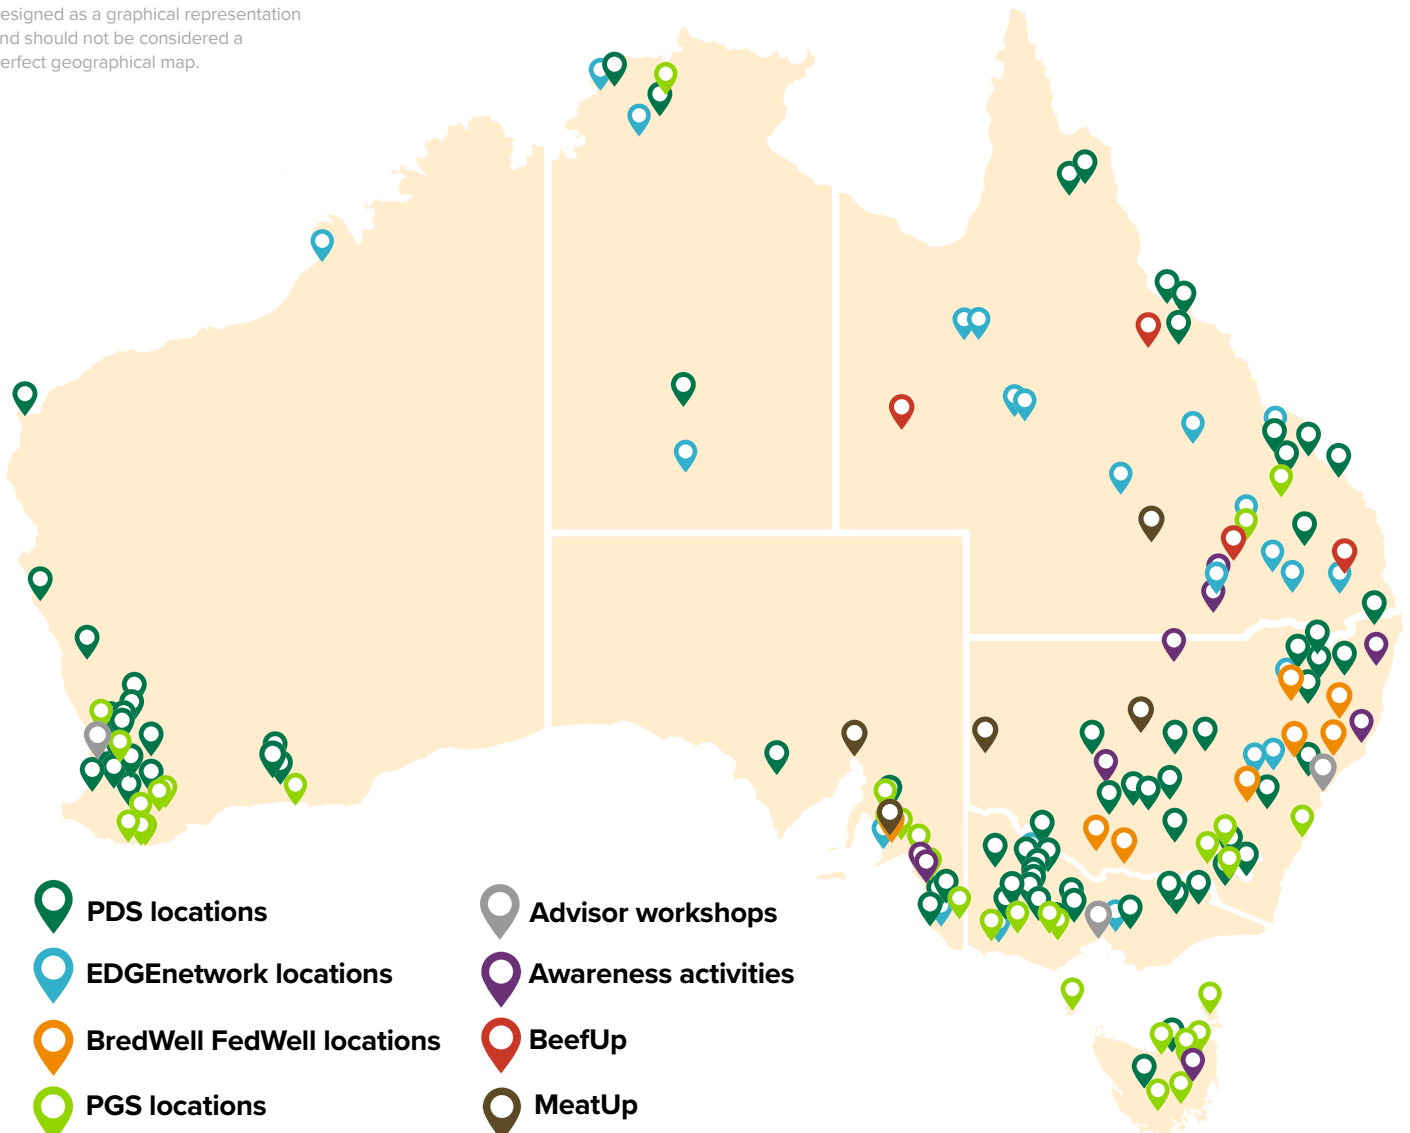 esigned as a graphical representation
nd should not be considered a
erfect geographical map.
PDS locations
EDGEnetwork locations
BredWell FedWell locations
PGS locations
Advisor workshops
Awareness activities
BeefUp
MeatUp